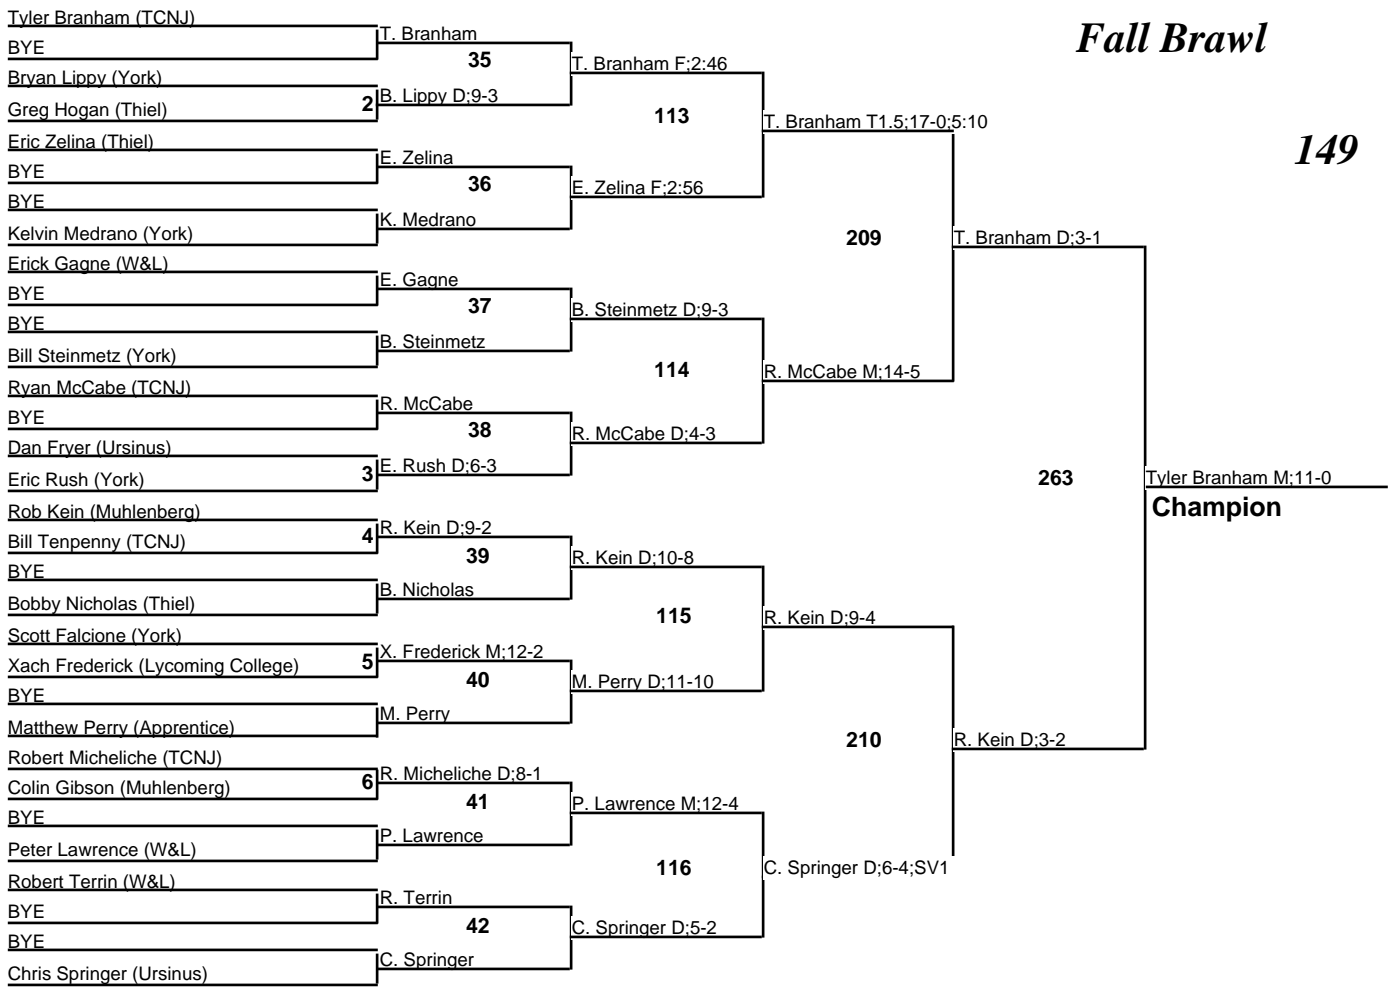 Fall Brawl
149
Tyler Branham (TCNJ)
BYE
Bryan Lippy (York)
Greg Hogan (Thiel)
Eric Zelina (Thiel)
BYE
BYE
Kelvin Medrano (York)
Erick Gagne (W&L)
BYE
BYE
Bill Steinmetz (York)
Ryan McCabe (TCNJ)
BYE
Dan Fryer (Ursinus)
Eric Rush (York)
Rob Kein (Muhlenberg)
Bill Tenpenny (TCNJ)
BYE
Bobby Nicholas (Thiel)
Scott Falcione (York)
Xach Frederick (Lycoming College)
BYE
Matthew Perry (Apprentice)
Robert Micheliche (TCNJ)
Colin Gibson (Muhlenberg)
BYE
Peter Lawrence (W&L)
Robert Terrin (W&L)
BYE
BYE
Chris Springer (Ursinus)
2
3
4
5
6
T. Branham
35
B. Lippy D;9-3
E. Zelina
36
K. Medrano
E. Gagne
37
B. Steinmetz
R. McCabe
38
E. Rush D;6-3
R. Kein D;9-2
39
B. Nicholas
X. Frederick M;12-2
40
M. Perry
R. Micheliche D;8-1
41
P. Lawrence
R. Terrin
42
C. Springer
T. Branham F;2:46
113
E. Zelina F;2:56
B. Steinmetz D;9-3
114
R. McCabe D;4-3
R. Kein D;10-8
115
M. Perry D;11-10
P. Lawrence M;12-4
116
C. Springer D;5-2
T. Branham T1.5;17-0;5:10
209
R. McCabe M;14-5
R. Kein D;9-4
210
C. Springer D;6-4;SV1
T. Branham D;3-1
263
R. Kein D;3-2
Tyler Branham M;11-0
Champion